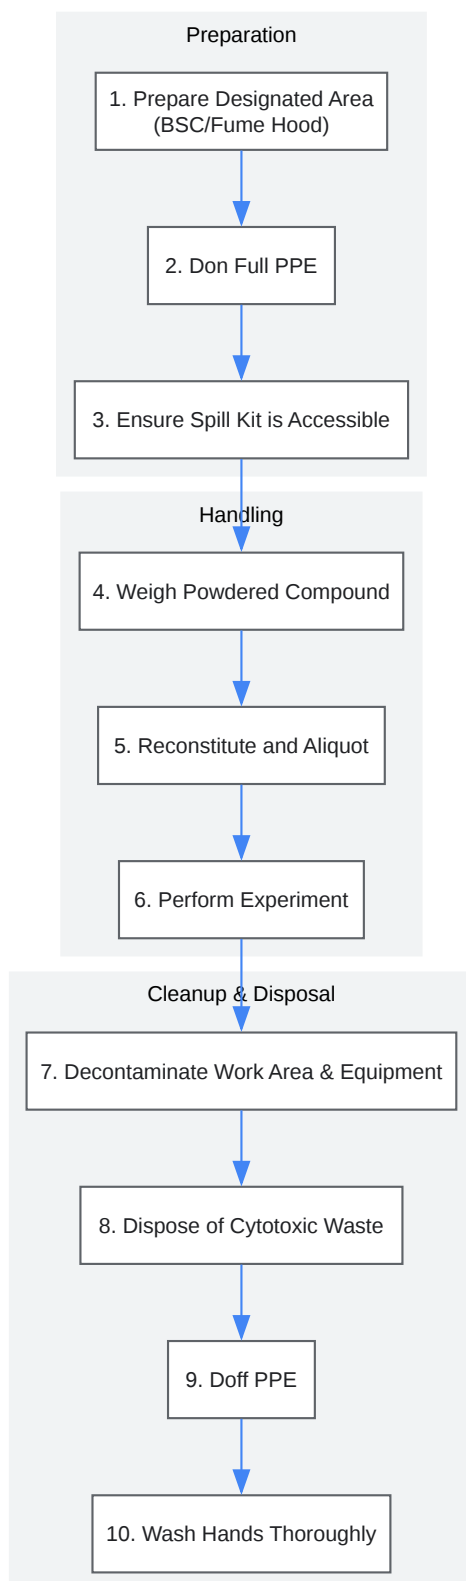 Preparation
1. Prepare Designated Area
(BSC/Fume Hood)
2. Don Full PPE
3. Ensure Spill Kit is Accessible
Handling
4. Weigh Powdered Compound
5. Reconstitute and Aliquot
6. Perform Experiment
Cleanup & Disposal
7. Decontaminate Work Area & Equipment
8. Dispose of Cytotoxic Waste
9. Doff PPE
10. Wash Hands Thoroughly